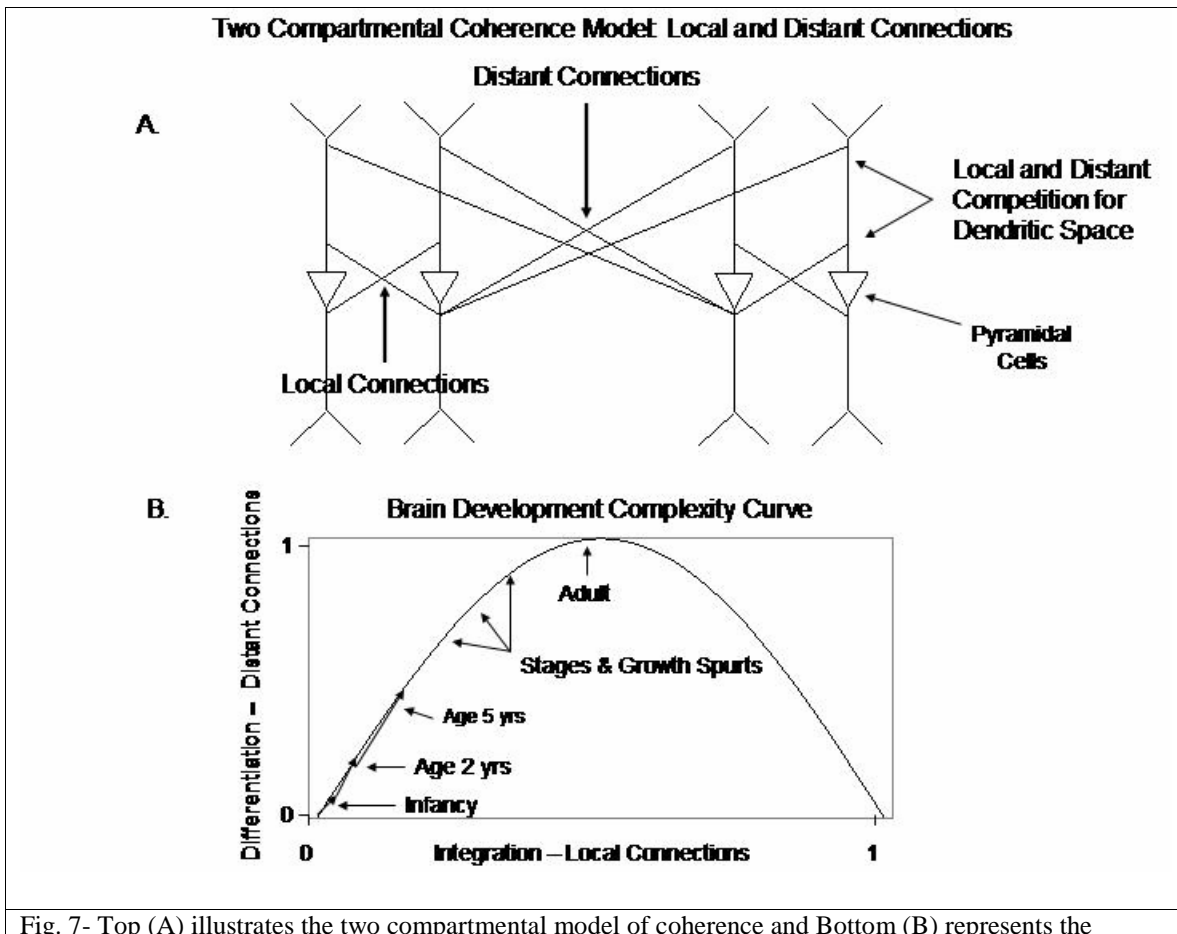 Two Compartmental Coherence Model: Local and Distant Connections
Distant Connections
A.
Local and Distant
Competition for
Dendritic Space
Pyramidal
Cells
Local Connections
B.
Brain Development Complexity Curve
Differentiation – Distant Connections
1
Adult
Stages & Growth Spurts
Age 5 yrs
Age 2 yrs
Infancy
0
0
Integration – Local Connections
1
Fig. 7- Top (A) illustrates the two compartmental model of coherence and Bottom (B) represents the